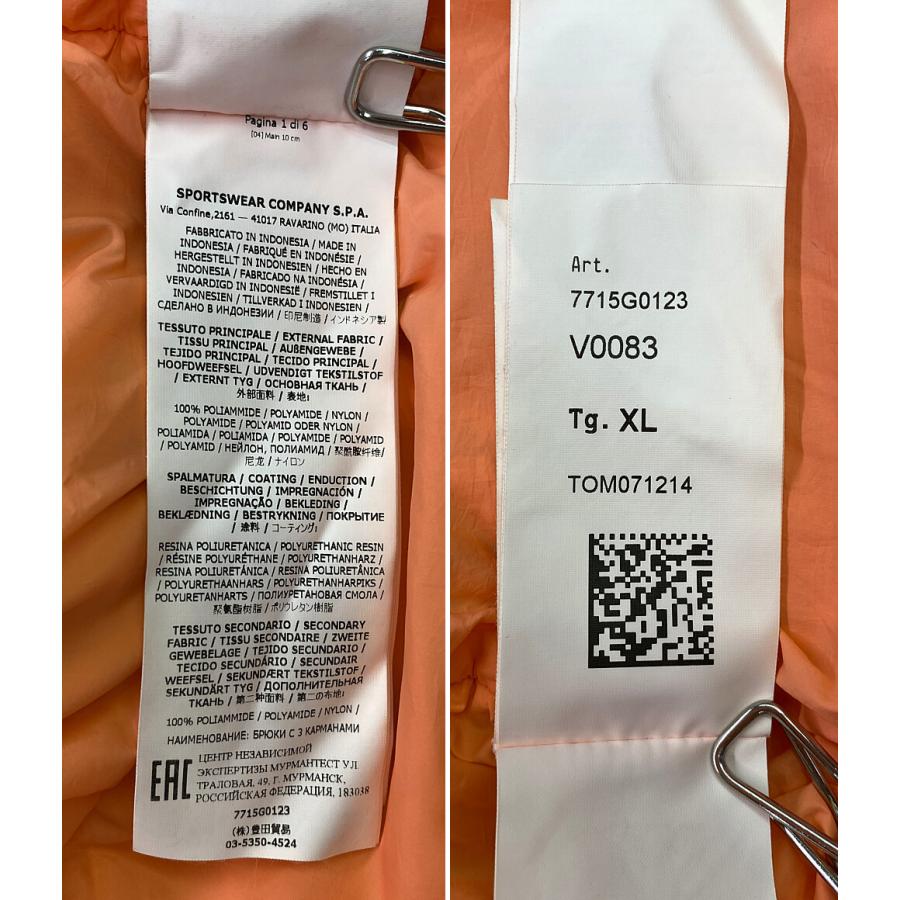 Pagina 1 di 6
[04] Main 10 cm
SPORTSWEAR COMPANY S.P.A.
Via Confine,2161 — 41017 RAVARINO (MO) ITALIA
FABBRICATO IN INDONESIA / MADE IN
INDONESIA / FABRIQUÉ EN INDONÉSIE /
HERGESTELLT IN INDONESIEN / HECHO EN
INDONESIA / FABRICADO NA INDONÉSIA /
VERVAARDIGD IN INDONESIË / FREMSTILLET I
INDONESIEN / TILLVERKAD I INDONESIEN /
СДЕЛАНО В ИНДОНЕЗИИ / 印尼制造 / インドネシア製
TESSUTO PRINCIPALE / EXTERNAL FABRIC /
TISSU PRINCIPAL / AUßENGEWEBE /
TEJIDO PRINCIPAL / TECIDO PRINCIPAL /
HOOFDWEEFSEL / UDVENDIGT TEKSTILSTOF
/ EXTERNT TYG / ОСНОВНАЯ ТКАНЬ /
外部面料 / 表地:
100% POLIAMMIDE / POLYAMIDE / NYLON /
POLYAMIDE / POLYAMID ODER NYLON /
POLIAMIDA / POLIAMIDA / POLYAMIDE / POLYAMID
/ POLYAMID / НЕЙЛОН, ПОЛИАМИД / 聚酰胺纤维/
尼龙 / ナイロン
SPALMATURA / COATING / ENDUCTION /
BESCHICHTUNG / IMPREGNACIÓN /
IMPREGNAÇÃO / BEKLEDING /
BEKLÆDNING / BESTRYKNING / ПОКРЫТИЕ
/ 涂料 / コーティング:
RESINA POLIURETANICA / POLYURETHANIC RESIN
/ RÉSINE POLYURÉTHANE / POLYURETHANHARZ /
RESINA POLIURETÁNICA / RESINA POLIURETÂNICA
/ POLYURETHAANHARS / POLYURETHANHARPIKS /
POLYURETANHARTS / ПОЛИУРЕТАНОВАЯ СМОЛА /
聚氨酯树脂 / ポリウレタン樹脂
TESSUTO SECONDARIO / SECONDARY
FABRIC / TISSU SECONDAIRE / ZWEITE
GEWEBELAGE / TEJIDO SECUNDARIO /
TECIDO SECUNDÁRIO / SECUNDAIR
WEEFSEL / SEKUNDÆRT TEKSTILSTOF /
SEKUNDÄRT TYG / ДОПОЛНИТЕЛЬНАЯ
ТКАНЬ / 第二种面料 / 第二の布地:
100% POLIAMMIDE / POLYAMIDE / NYLON /
НАИМЕНОВАНИЕ: БРЮКИ С 3 КАРМАНАМИ
EAC
ЦЕНТР НЕЗАВИСИМОЙ
ЭКСПЕРТИЗЫ МУРМАНТЕСТ УЛ.
ТРАЛОВАЯ, 49, Г. МУРМАНСК,
РОССИЙСКАЯ ФЕДЕРАЦИЯ, 183038
7715G0123
(株) 豊田貿易
03-5350-4524
Art.
7715G0123
V0083
Tg. XL
TOM071214